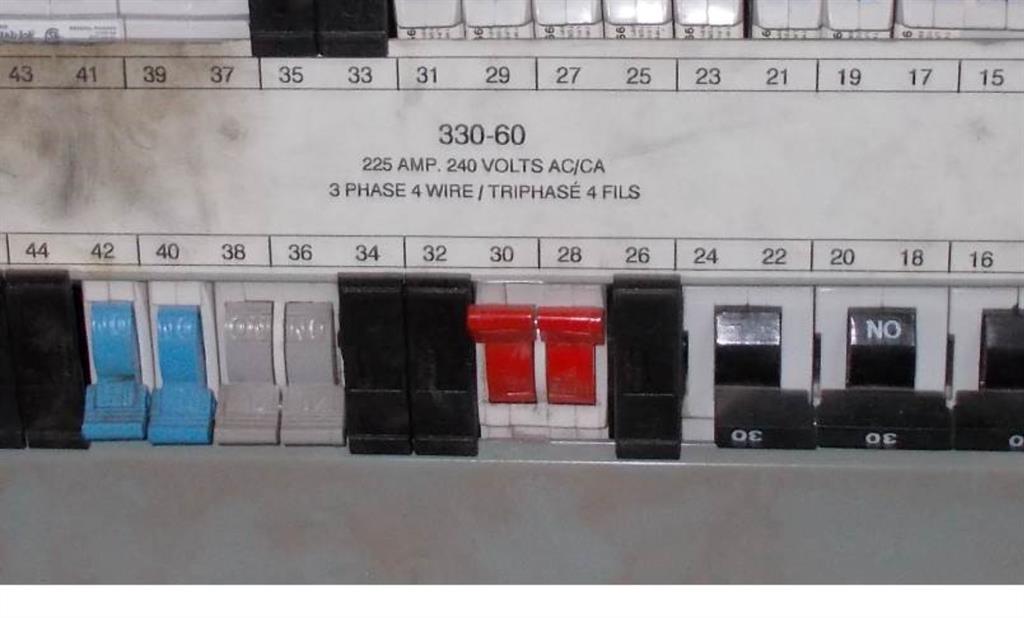 43 41 39 37 35 33 31 29 27 25 23 21 19 17 15
330-60
225 AMP. 240 VOLTS AC/CA
3 PHASE 4 WIRE / TRIPHASÉ 4 FILS
44 42 40 38 36 34 32 30 28 26 24 22 20 18 16
NO
30 30